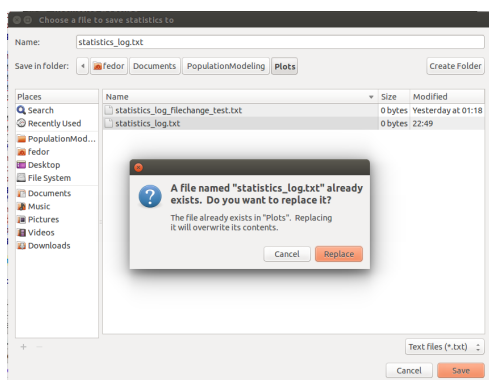 Choose a file to save statistics to
Name: statistics_log.txt
Save in folder: fedor Documents PopulationModeling Plots Create Folder
Places Name Size Modified
Search statistics_log_filechange_test.txt 0 bytes Yesterday at 01:18
Recently Used statistics_log.txt 0 bytes 22:49
PopulationMod...
fedor
Desktop
File System
Documents
Music
Pictures
Videos
Downloads
A file named "statistics_log.txt" already
exists. Do you want to replace it?
The file already exists in "Plots". Replacing
it will overwrite its contents.
Cancel Replace
Text files (*.txt)
Cancel Save